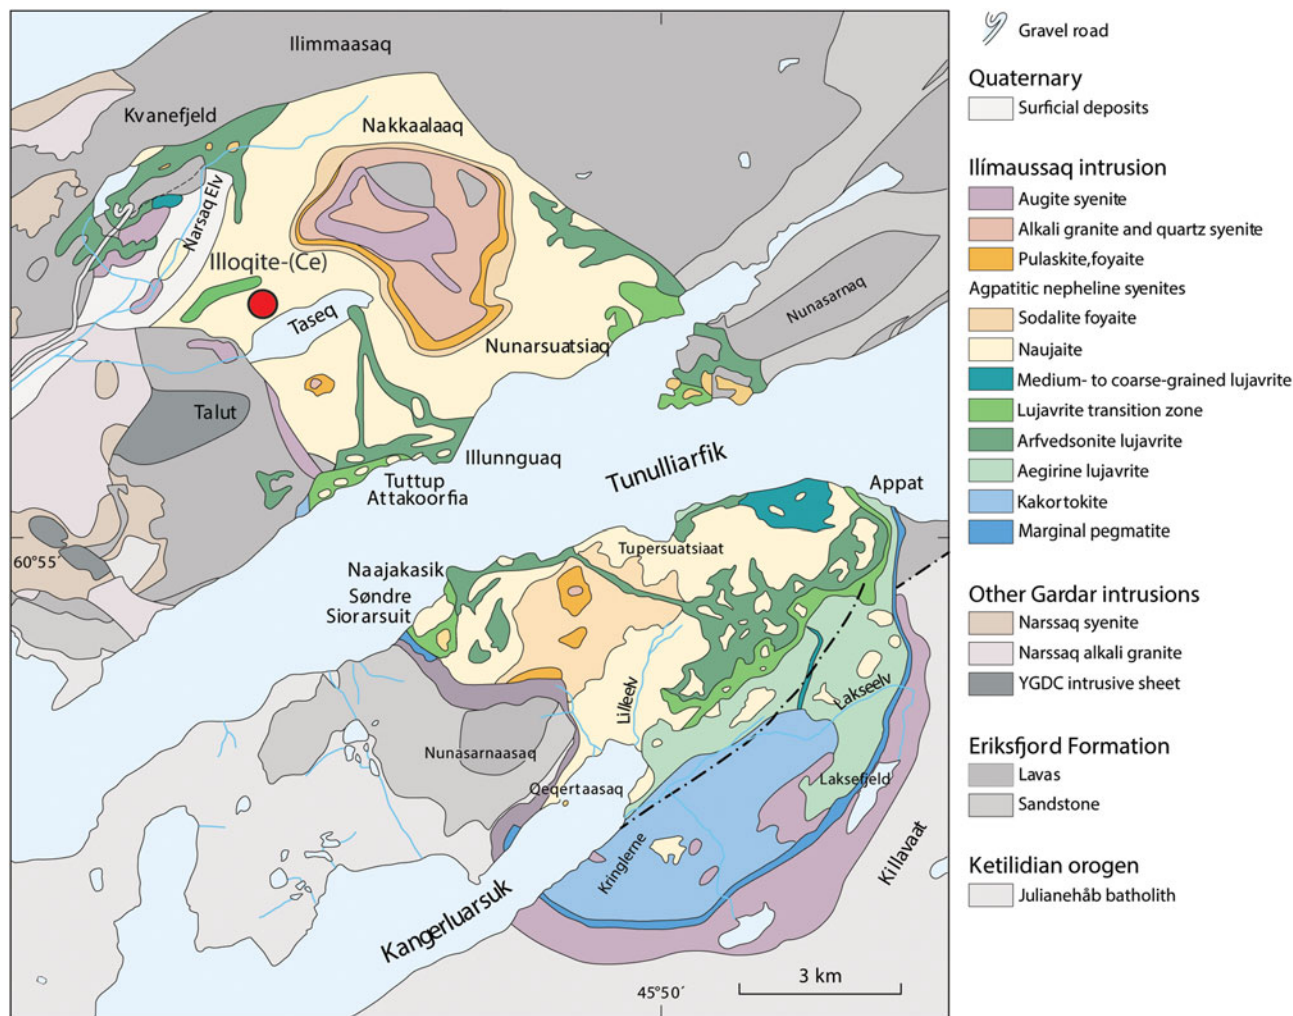 Ilimmaasaq
Kvanefjeld
Nakkaalaaq
Narsaq Elv
Illoqite-(Ce)
Taseq
Nunarsuatsiaq
Nunasarnaq
Talut
Illunnguaq
Tuttup
Attakoorfia
Tunulliarfik
Appat
60°55´
Tupersuatsiaat
Naajakasik
Søndre
Siorarsuit
Lilleelv
Lakseelv
Nunasarnaasaq
Qeqertaasaq
Laksefjeld
Kringlerne
Killavaat
Kangerluarsuk
45°50´
3 km
Gravel road
Quaternary
Surficial deposits
Ilímaussaq intrusion
Augite syenite
Alkali granite and quartz syenite
Pulaskite,foyaite
Agpatitic nepheline syenites
Sodalite foyaite
Naujaite
Medium- to coarse-grained lujavrite
Lujavrite transition zone
Arfvedsonite lujavrite
Aegirine lujavrite
Kakortokite
Marginal pegmatite
Other Gardar intrusions
Narssaq syenite
Narssaq alkali granite
YGDC intrusive sheet
Eriksfjord Formation
Lavas
Sandstone
Ketilidian orogen
Julianehåb batholith